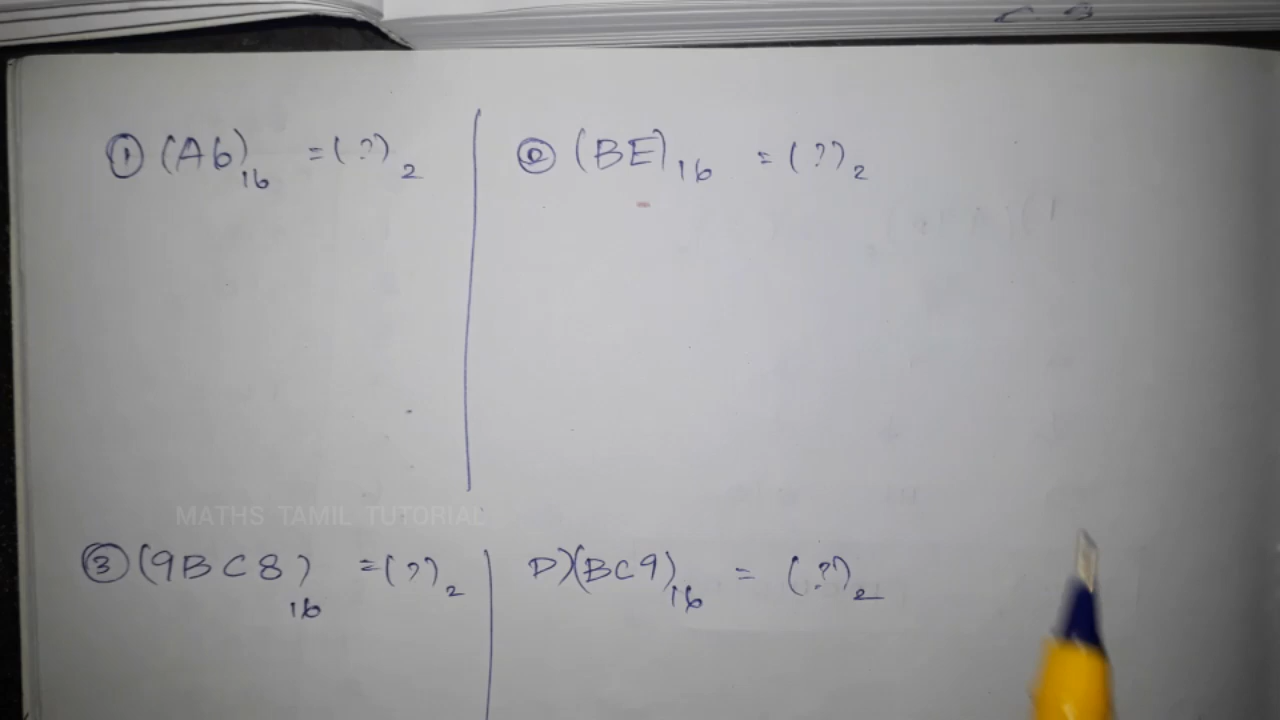 ① (A6)16 = (?)2
② (BE)16 = (?)2
MATHS TAMIL TUTORIAL
③ (9BC8)16 = (?)2
D) (BC9)16 = (?)2